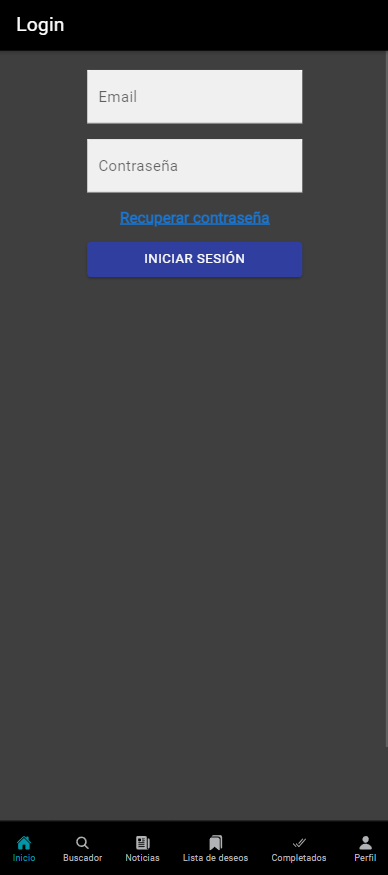 Login
Email
Contraseña
Recuperar contraseña
INICIAR SESIÓN
Inicio Buscador Noticias Lista de deseos Completados Perfil